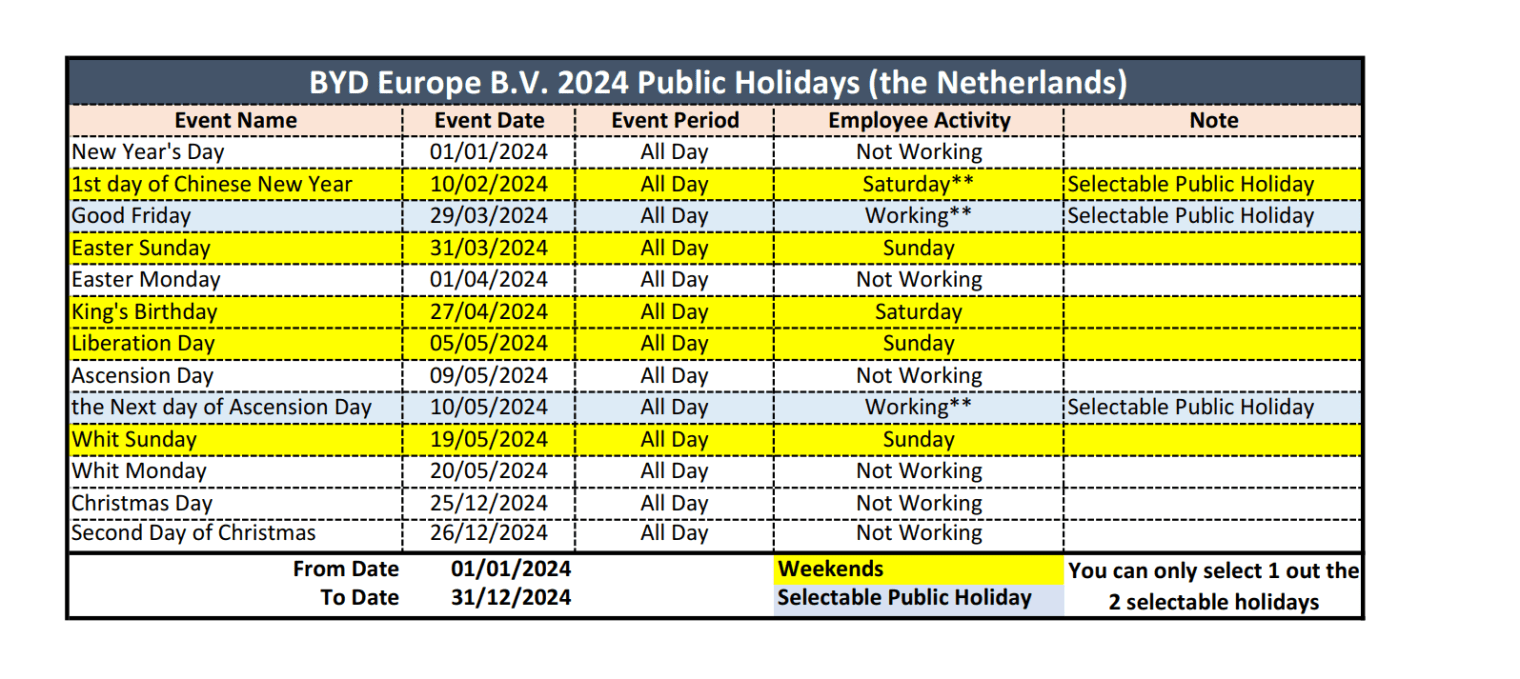 BYD Europe B.V. 2024 Public Holidays (the Netherlands)
Event Name Event Date Event Period Employee Activity Note
New Year's Day 01/01/2024 All Day Not Working
1st day of Chinese New Year 10/02/2024 All Day Saturday** Selectable Public Holiday
Good Friday 29/03/2024 All Day Working** Selectable Public Holiday
Easter Sunday 31/03/2024 All Day Sunday
Easter Monday 01/04/2024 All Day Not Working
King's Birthday 27/04/2024 All Day Saturday
Liberation Day 05/05/2024 All Day Sunday
Ascension Day 09/05/2024 All Day Not Working
the Next day of Ascension Day 10/05/2024 All Day Working** Selectable Public Holiday
Whit Sunday 19/05/2024 All Day Sunday
Whit Monday 20/05/2024 All Day Not Working
Christmas Day 25/12/2024 All Day Not Working
Second Day of Christmas 26/12/2024 All Day Not Working
From Date 01/01/2024 Weekends You can only select 1 out the
To Date 31/12/2024 Selectable Public Holiday 2 selectable holidays